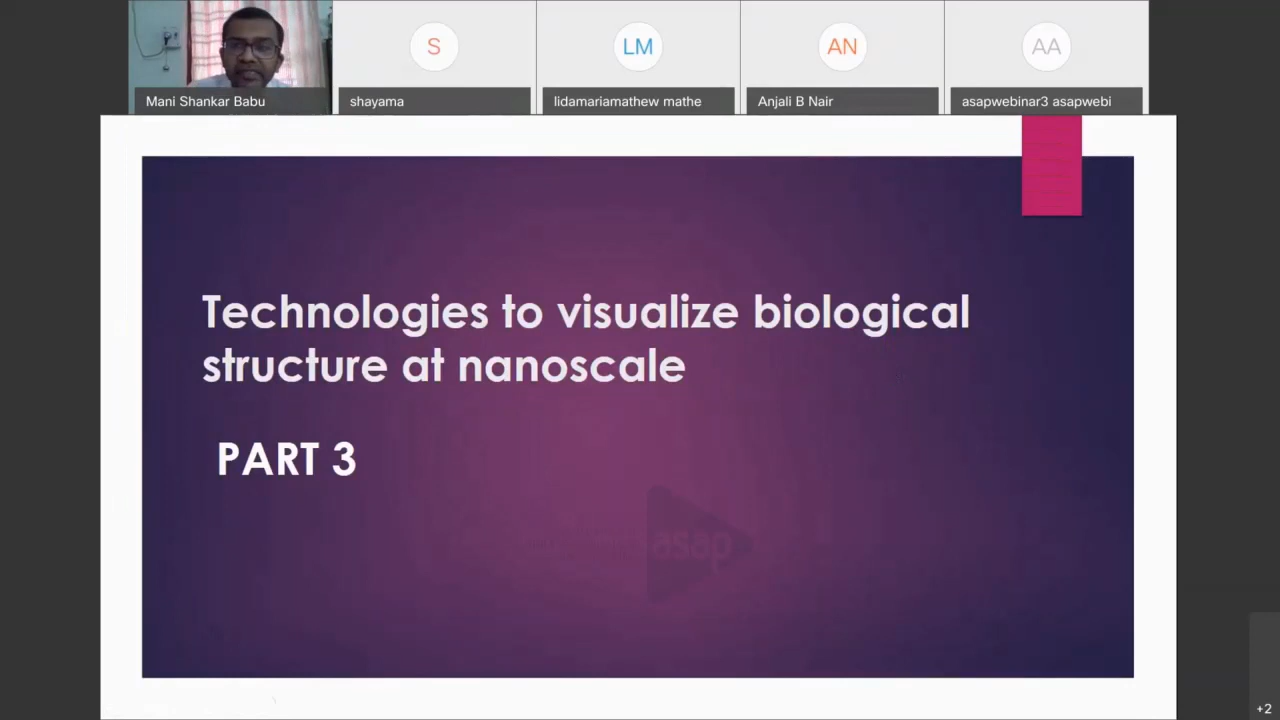 S
LM
AN
AA
Mani Shankar Babu
shayama
lidamariamathew mathe
Anjali B Nair
asapwebinar3 asapwebi
Technologies to visualize biological
structure at nanoscale
PART 3
asap
+2